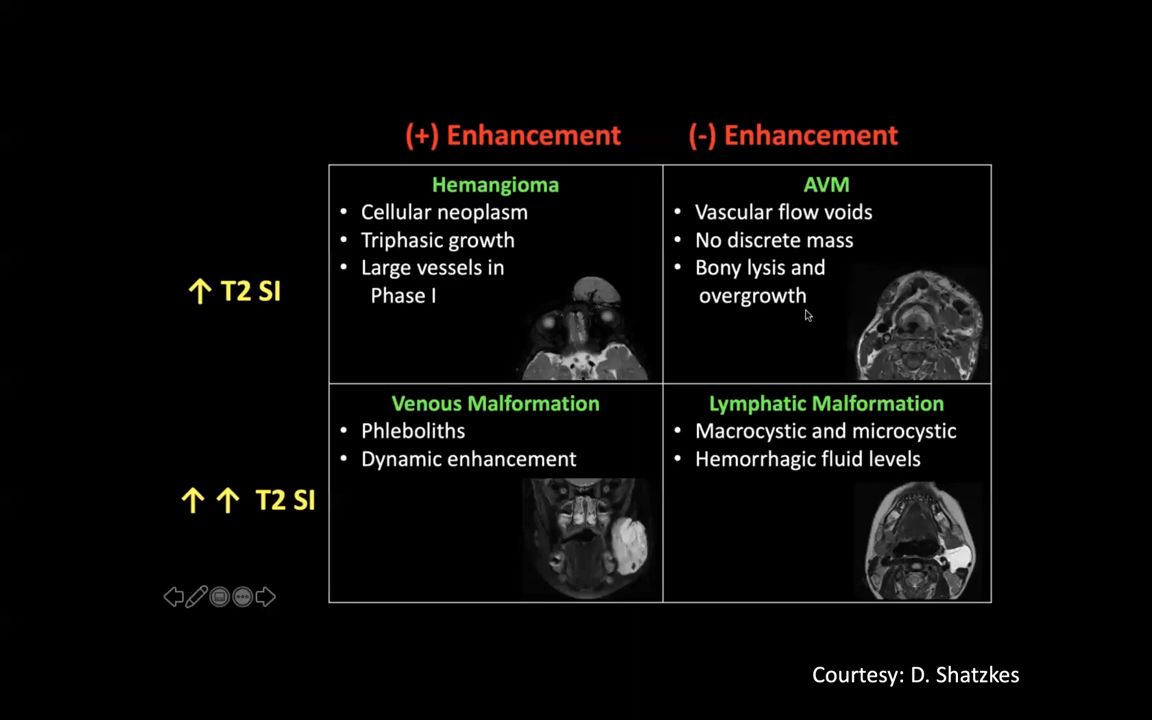 (+) Enhancement
(-) Enhancement
↑ T2 SI
Hemangioma
• Cellular neoplasm
• Triphasic growth
• Large vessels in
Phase I
AVM
• Vascular flow voids
• No discrete mass
• Bony lysis and
overgrowth
↑ ↑ T2 SI
Venous Malformation
• Phleboliths
• Dynamic enhancement
Lymphatic Malformation
• Macrocystic and microcystic
• Hemorrhagic fluid levels
Courtesy: D. Shatzkes